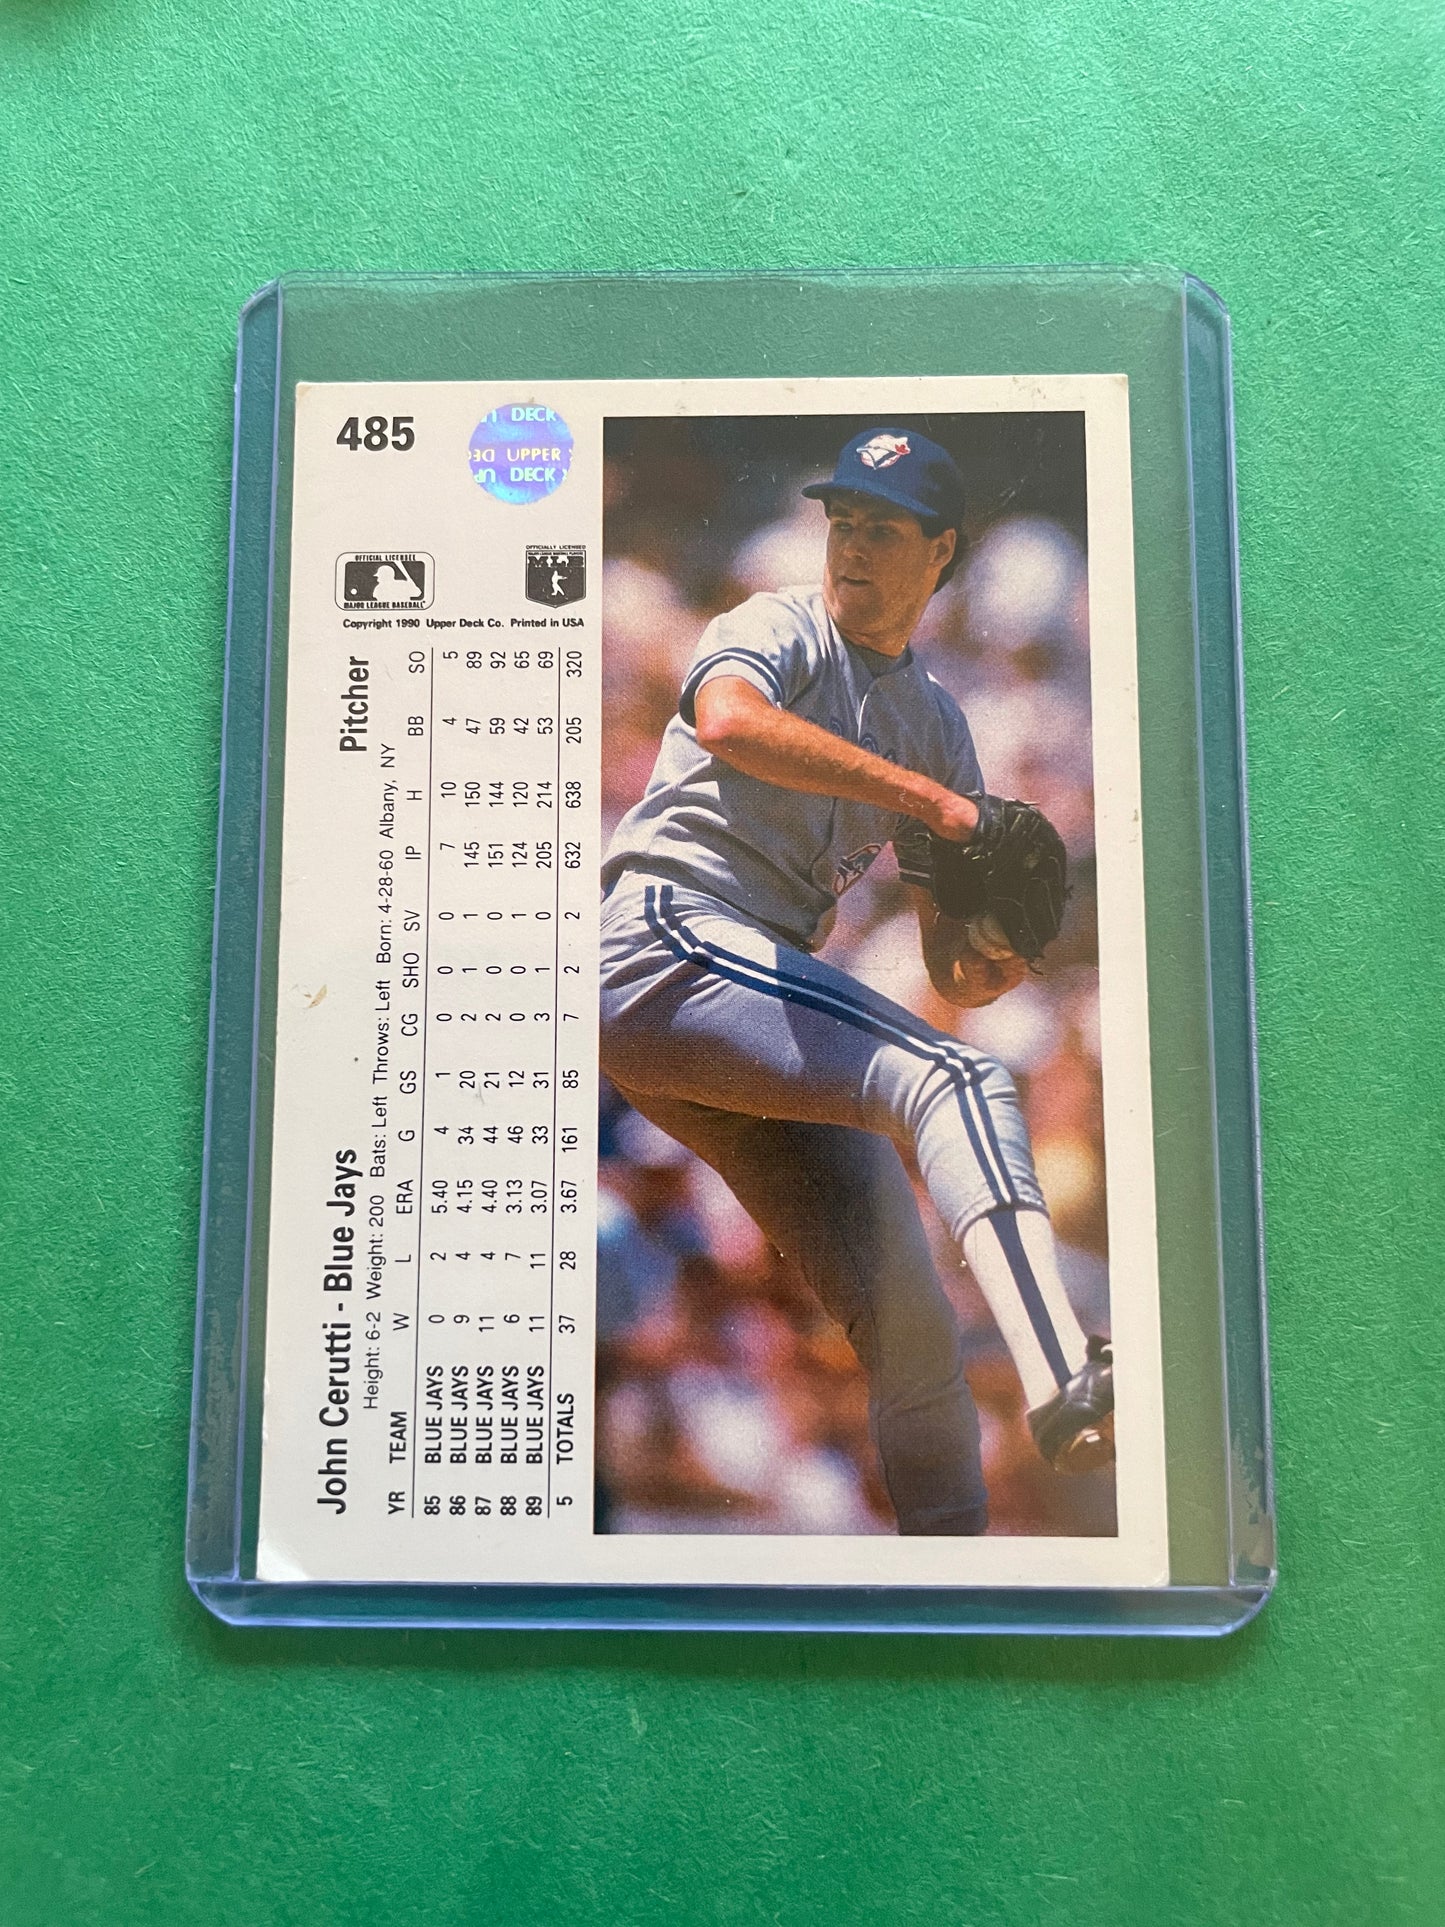 485
DECK
UPPER
DECK
OFFICIAL LICENSEE
MAJOR LEAGUE BASEBALL
OFFICIALLY LICENSED
MAJOR LEAGUE BASEBALL PLAYERS
Copyright 1990 Upper Deck Co. Printed in USA
John Cerutti - Blue Jays Pitcher
Height: 6-2 Weight: 200 Bats: Left Throws: Left Born: 4-28-60 Albany, NY
YR TEAM W L ERA G GS CG SHO SV IP H BB SO
85 BLUE JAYS 0 2 5.40 4 1 0 0 0 7 10 4 5
86 BLUE JAYS 9 4 4.15 34 20 2 1 1 145 150 47 89
87 BLUE JAYS 11 4 4.40 44 21 2 0 0 151 144 59 92
88 BLUE JAYS 6 7 3.13 46 12 0 0 1 124 120 42 65
89 BLUE JAYS 11 11 3.07 33 31 3 1 0 205 214 53 69
5 TOTALS 37 28 3.67 161 85 7 2 2 632 638 205 320